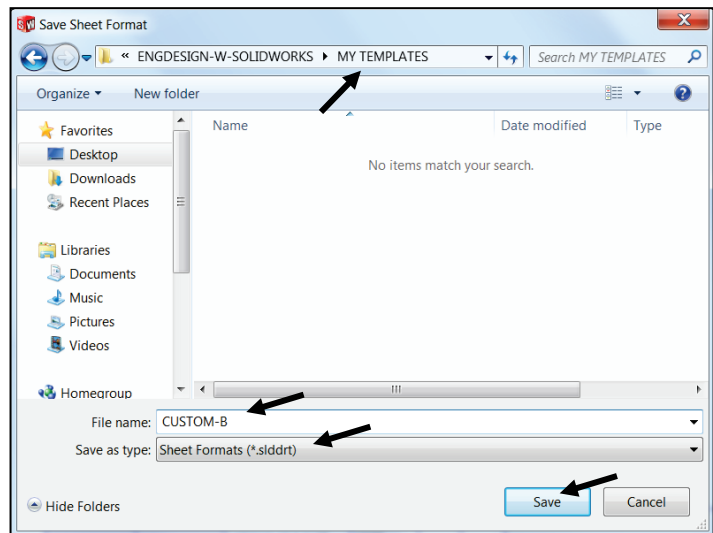 Save Sheet Format
« ENGDESIGN-W-SOLIDWORKS MY TEMPLATES Search MY TEMPLATES
Organize New folder
Favorites Name Date modified Type
Desktop
No items match your search.
Downloads
Recent Places
Libraries
Documents
Music
Pictures
Videos
Homegroup
File name: CUSTOM-B
Save as type: Sheet Formats (*.slddrt)
Hide Folders Save Cancel